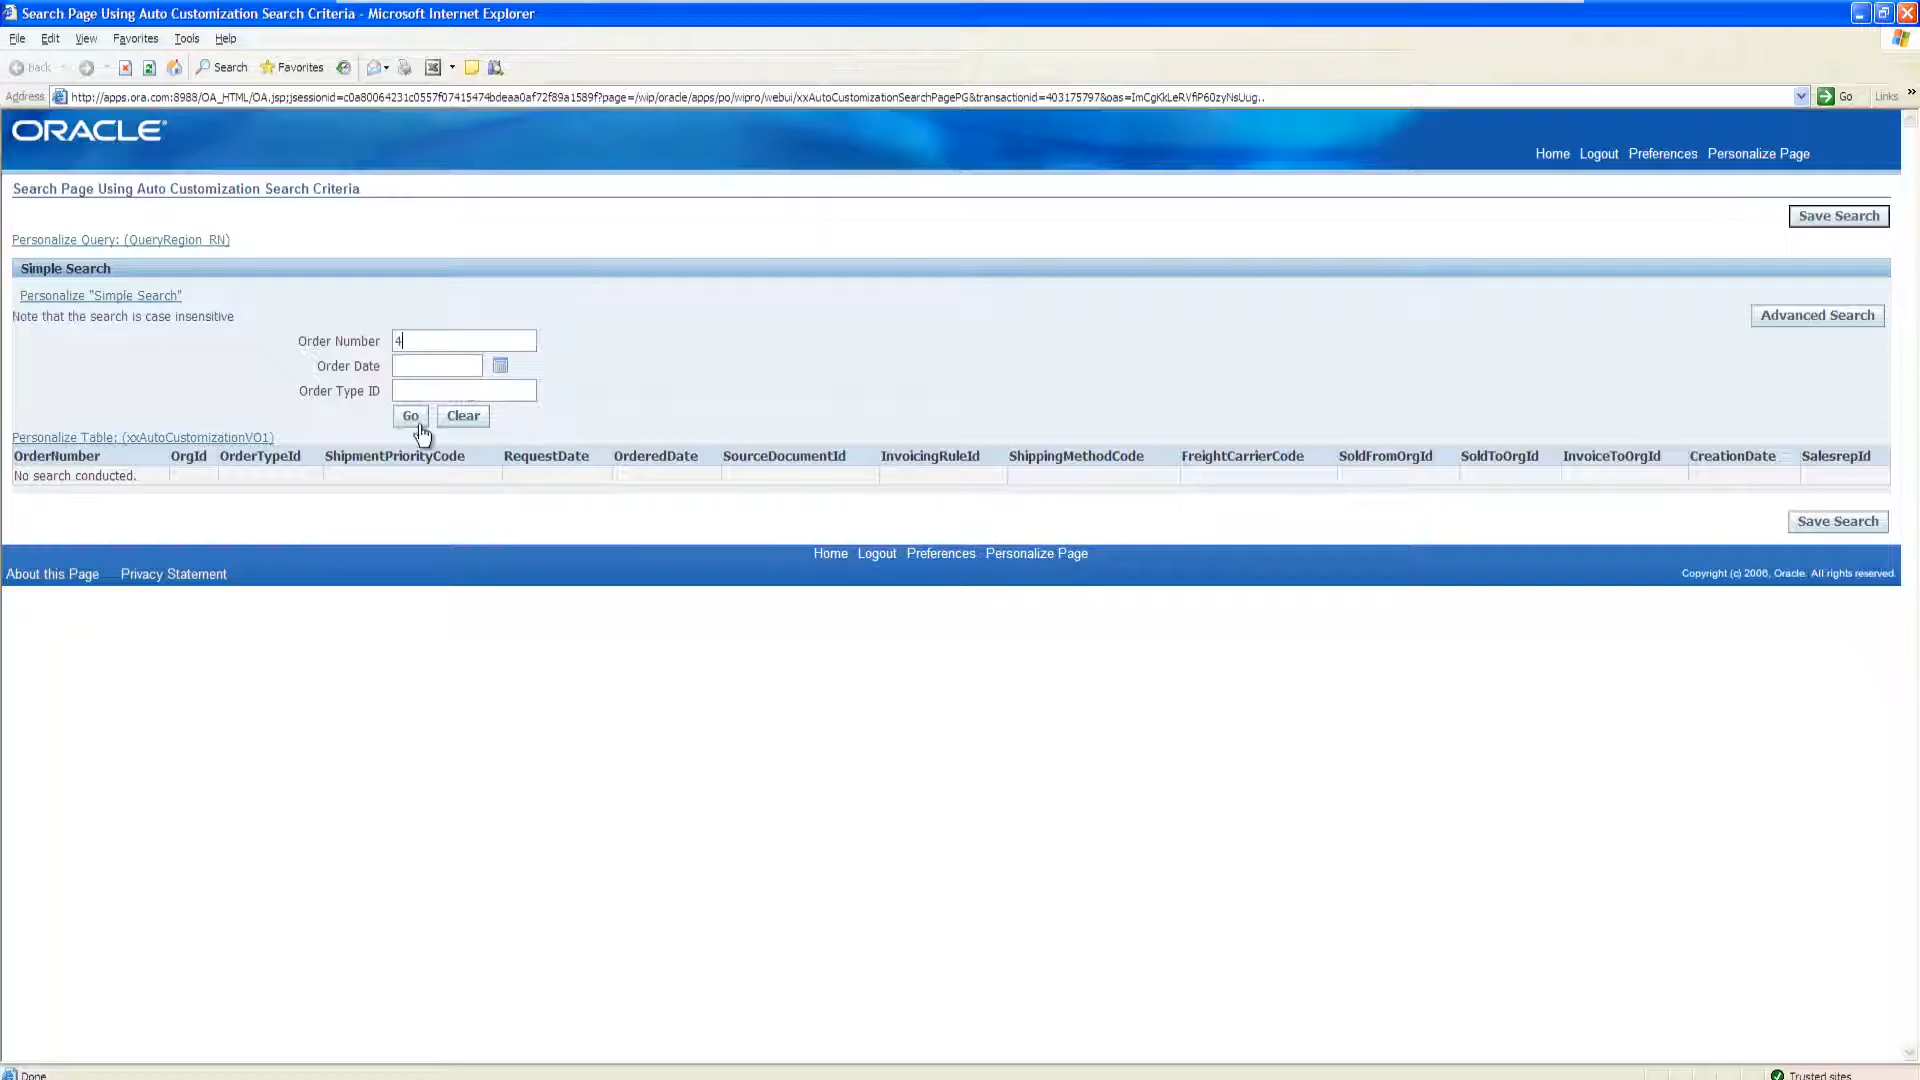 Search Page Using Auto Customization Search Criteria - Microsoft Internet Explorer
File Edit View Favorites Tools Help
Back Search Favorites
Address http://apps.ora.com:8988/OA_HTML/OA.jsp;jsessionid=c0a80064231c0557f07415474bdeaa0af72f89a1589f?page=/wip/oracle/apps/po/wipro/webui/xxAutoCustomizationSearchPagePG&transactionid=403175797&oas=ImCgKkLeRVfiP60zyNsUug.. Go Links »
ORACLE
Home Logout Preferences Personalize Page
Search Page Using Auto Customization Search Criteria
Save Search
Personalize Query: (QueryRegion_RN)
Simple Search
Personalize "Simple Search"
Note that the search is case insensitive
Advanced Search
Order Number 4
Order Date
Order Type ID
Go Clear
Personalize Table: (xxAutoCustomizationVO1)
OrderNumber OrgId OrderTypeId ShipmentPriorityCode RequestDate OrderedDate SourceDocumentId InvoicingRuleId ShippingMethodCode FreightCarrierCode SoldFromOrgId SoldToOrgId InvoiceToOrgId CreationDate SalesrepId
No search conducted.
Save Search
Home Logout Preferences Personalize Page
About this Page Privacy Statement
Copyright (c) 2006, Oracle. All rights reserved.
Done Trusted sites